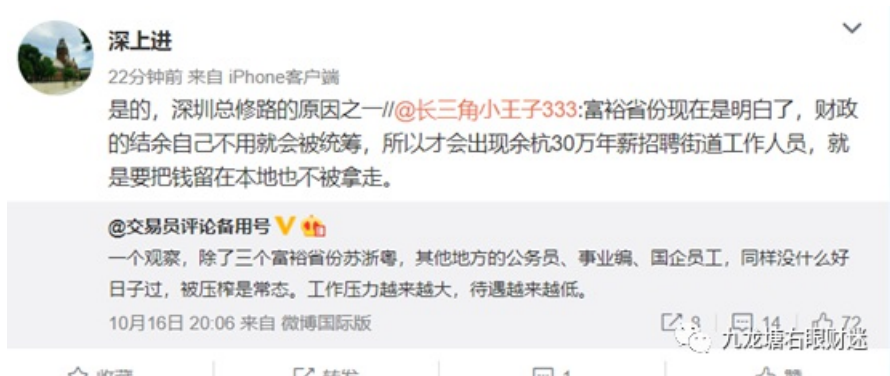 深上进
22分钟前 来自 iPhone客户端
是的，深圳总修路的原因之一//@长三角小王子333:富裕省份现在是明白了，财政
的结余自己不用就会被统筹，所以才会出现余杭30万年薪招聘街道工作人员，就
是要把钱留在本地也不被拿走。
@交易员评论备用号
一个观察，除了三个富裕省份苏浙粤，其他地方的公务员、事业编、国企员工，同样没什么好
日子过，被压榨是常态。工作压力越来越大，待遇越来越低。
10月16日 20:06 来自 微博国际版 8 14 72
九龙塘右眼财迷
收藏 转发 1 赞